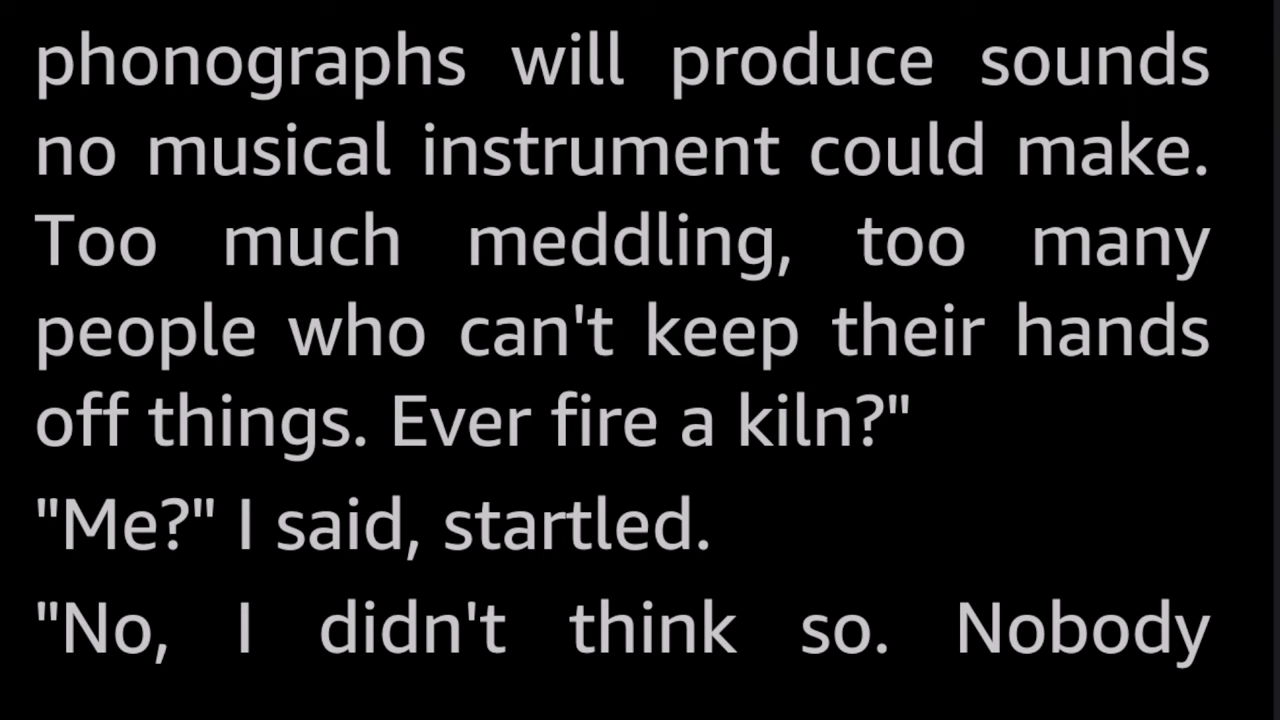 phonographs will produce sounds
no musical instrument could make.
Too much meddling, too many
people who can't keep their hands
off things. Ever fire a kiln?"
"Me?" I said, startled.
"No, I didn't think so. Nobody